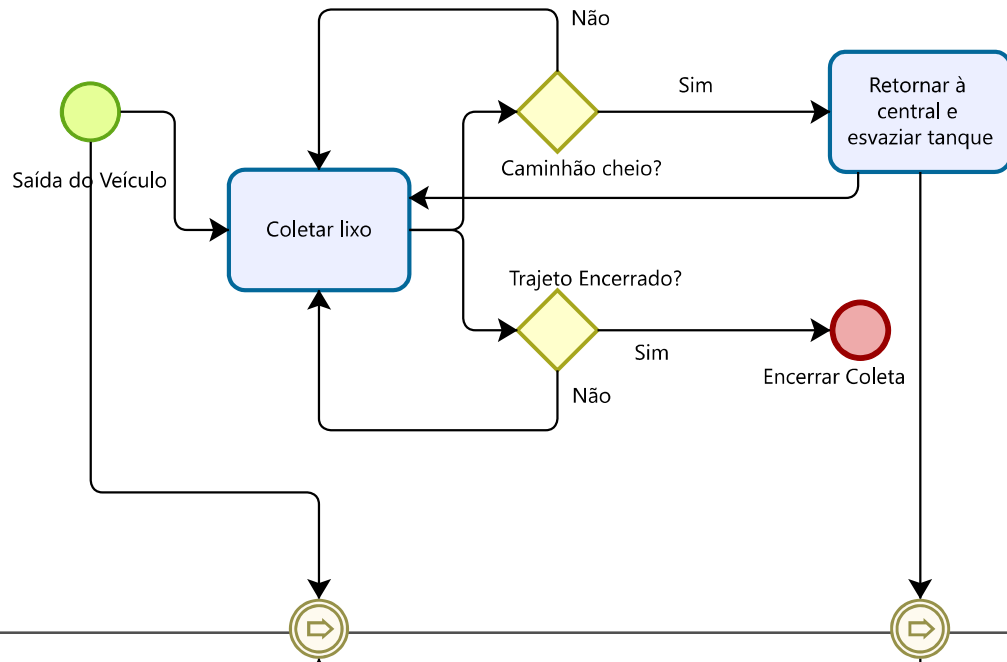 Não
Sim
Retornar à
central e
esvaziar tanque
Saída do Veículo
Caminhão cheio?
Coletar lixo
Trajeto Encerrado?
Sim
Encerrar Coleta
Não